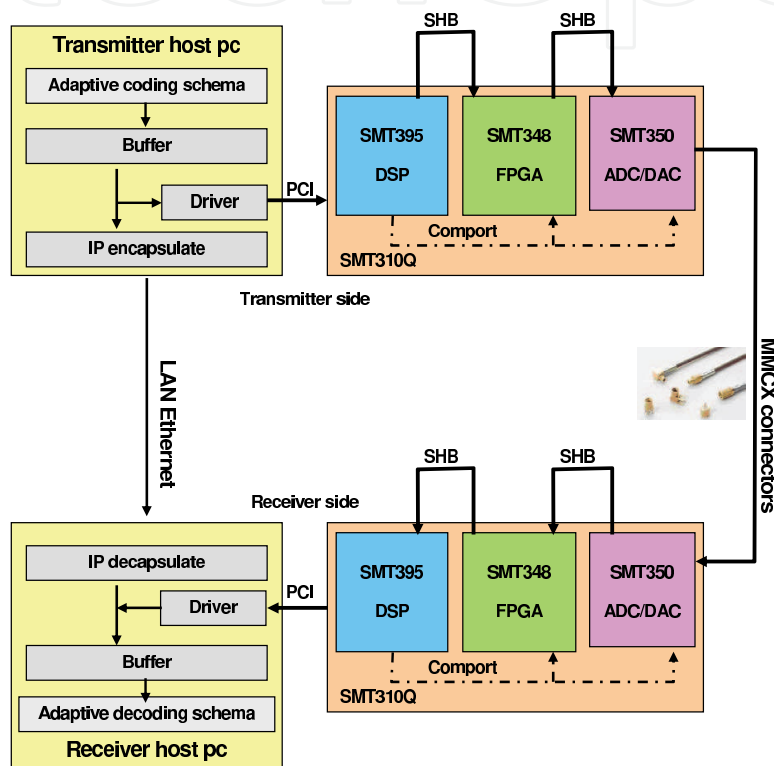 Transmitter host pc
Adaptive coding schema
Buffer
Driver
IP encapsulate
PCI
SHB
SHB
SMT395
DSP
SMT348
FPGA
SMT350
ADC/DAC
Comport
SMT310Q
Transmitter side
LAN Ethernet
MMCX connectors
Receiver side
SHB
SHB
SMT395
DSP
SMT348
FPGA
SMT350
ADC/DAC
Comport
SMT310Q
PCI
IP decapsulate
Driver
Buffer
Adaptive decoding schema
Receiver host pc